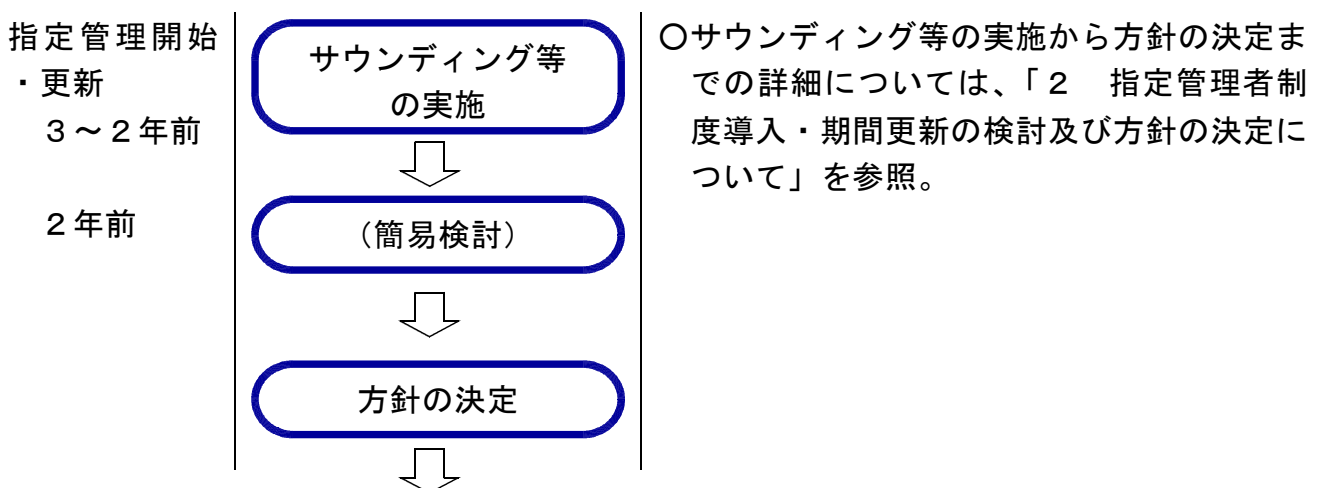 指定管理開始
・更新
３～２年前
２年前
サウンディング等
の実施
（簡易検討）
方針の決定
〇サウンディング等の実施から方針の決定ま
での詳細については、「２　指定管理者制
度導入・期間更新の検討及び方針の決定に
ついて」を参照。